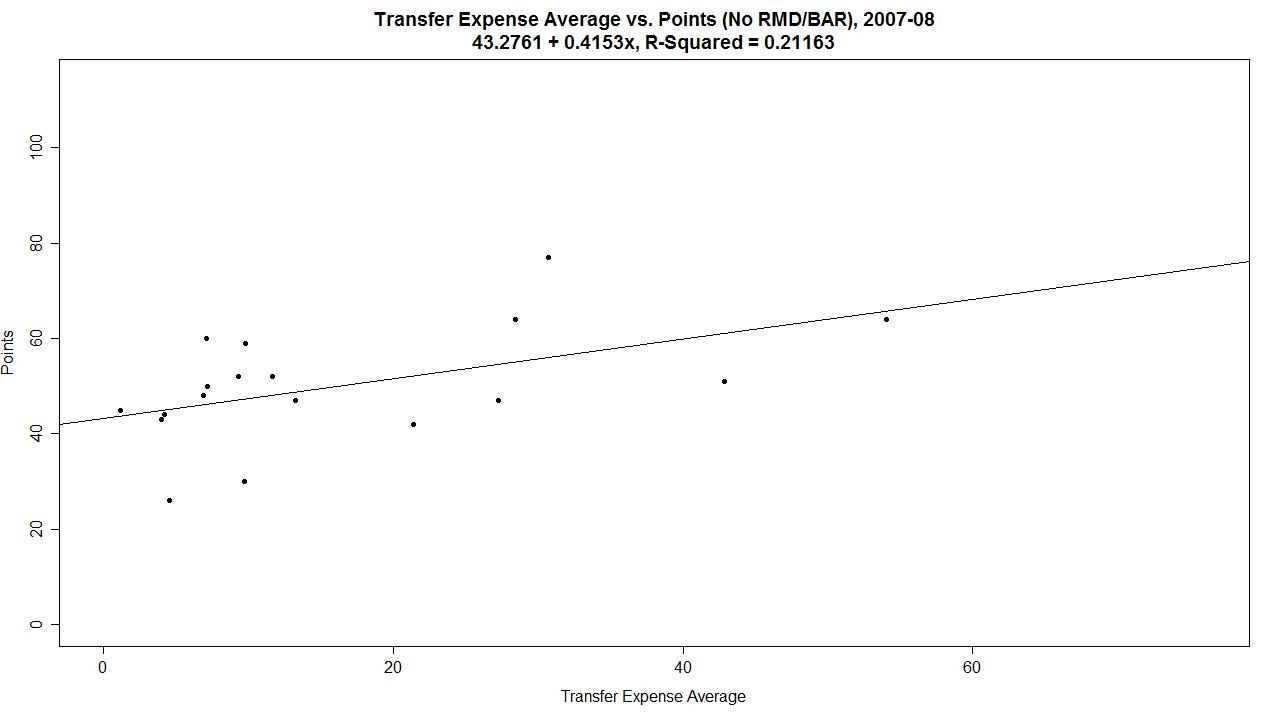 Transfer Expense Average vs. Points (No RMD/BAR), 2007-08
43.2761 + 0.4153x, R-Squared = 0.21163
Points
100
80
60
40
20
0
0 20 40 60
Transfer Expense Average